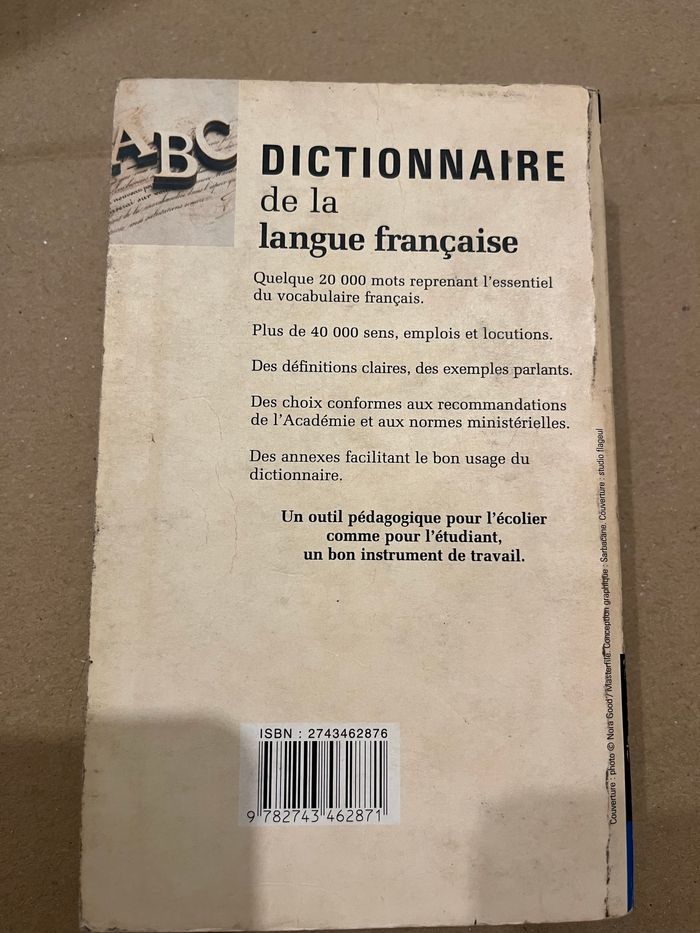 ABC
DICTIONNAIRE
de la
langue française
Quelque 20 000 mots reprenant l'essentiel
du vocabulaire français.
Plus de 40 000 sens, emplois et locutions.
Des définitions claires, des exemples parlants.
Des choix conformes aux recommandations
de l'Académie et aux normes ministérielles.
Des annexes facilitant le bon usage du
dictionnaire.
Un outil pédagogique pour l'écolier
comme pour l'étudiant,
un bon instrument de travail.
Couverture : photo © Nora Good / Masterfile. Conception graphique : Sarbacane. Couverture : studio flageul
ISBN : 2743462876
9 782743 462871